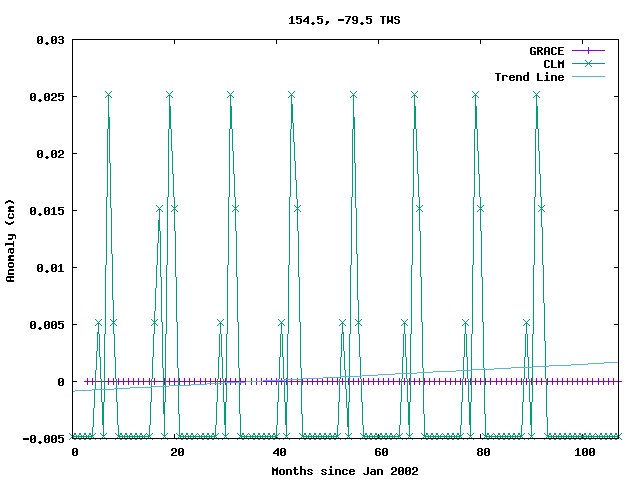 154.5, -79.5 TWS
0.03
0.025
0.02
0.015
0.01
0.005
0
-0.005
Anomaly (cm)
GRACE
CLM
Trend Line
0 20 40 60 80 100
Months since Jan 2002